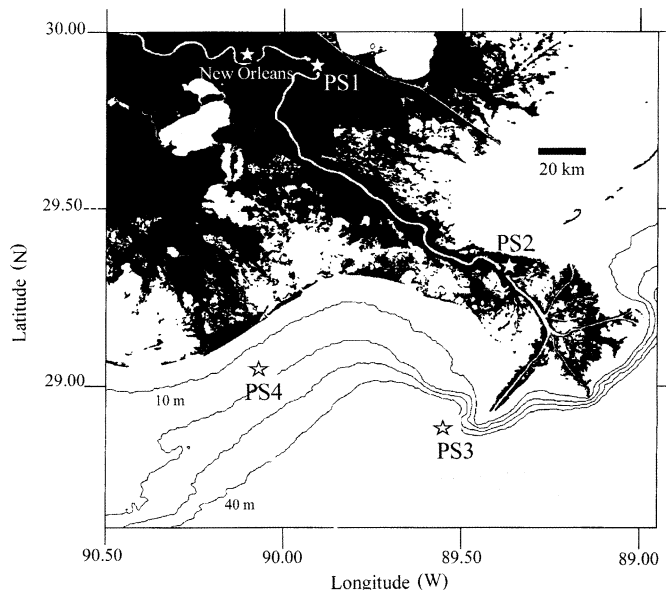 30.00
New Orleans
PS1
20 km
29.50
PS2
Latitude (N)
29.00
10 m
PS4
PS3
40 m
90.50
90.00
89.50
89.00
Longitude (W)